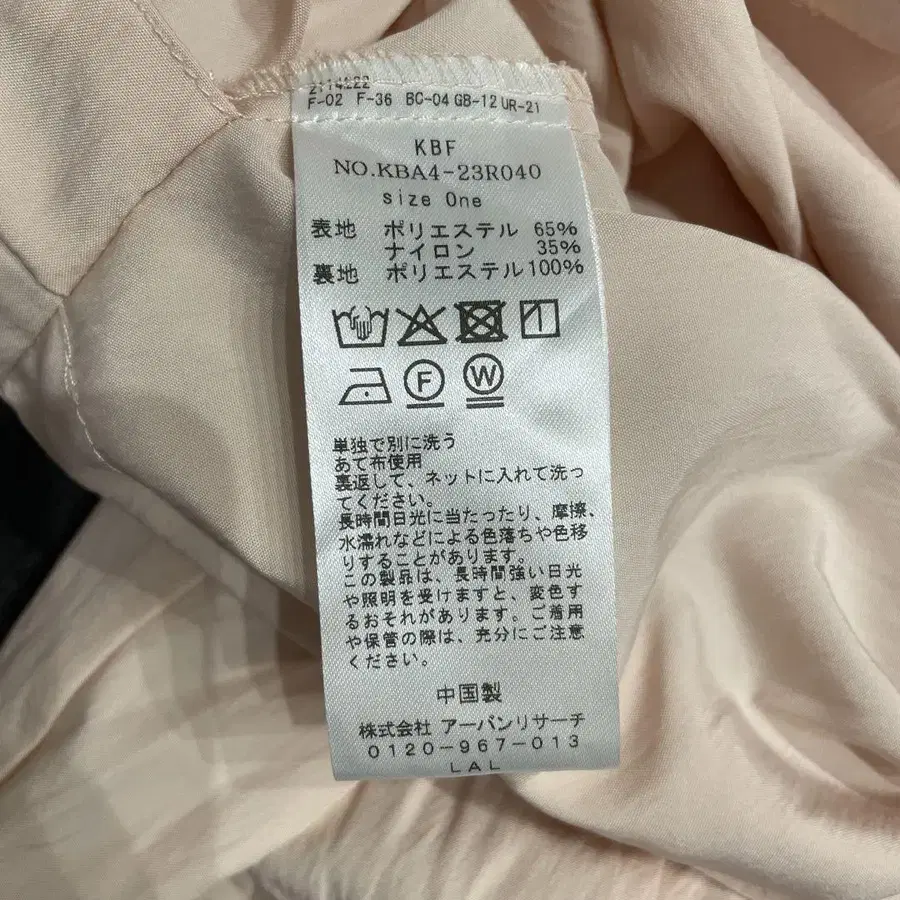 F-02 F-36 BC-04 GB-12 UR-21
KBF
NO.KBA4-23R040
size One
表地 ポリエステル 65%
ナイロン 35%
裏地 ポリエステル 100%
F W
単独で別に洗う
あて布使用
裏返して、ネットに入れて洗っ
てください。
長時間日光に当たったり、摩擦、
水濡れなどによる色落ちや色移
りすることがあります。
この製品は、長時間強い日光
や照明を受けますと、変色す
るおそれがあります。ご着用
や保管の際は、充分にご注意
ください。
中国製
株式会社 アーバンリサーチ
0120-967-013
LAL